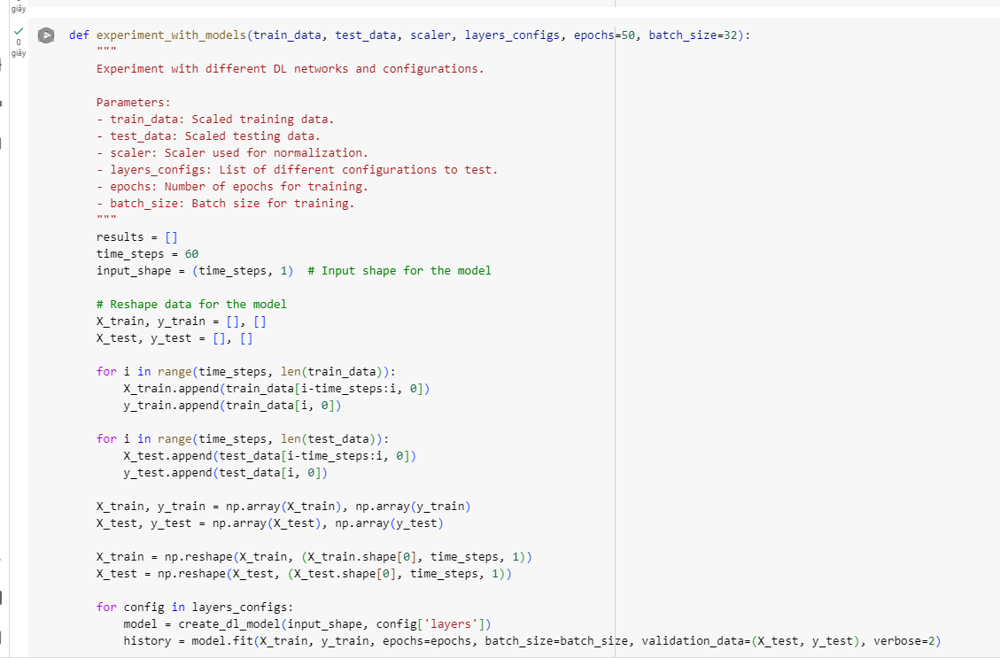 giây
0
giây
def experiment_with_models(train_data, test_data, scaler, layers_configs, epochs=50, batch_size=32):
    """
    Experiment with different DL networks and configurations.

    Parameters:
    - train_data: Scaled training data.
    - test_data: Scaled testing data.
    - scaler: Scaler used for normalization.
    - layers_configs: List of different configurations to test.
    - epochs: Number of epochs for training.
    - batch_size: Batch size for training.
    """
    results = []
    time_steps = 60
    input_shape = (time_steps, 1)  # Input shape for the model

    # Reshape data for the model
    X_train, y_train = [], []
    X_test, y_test = [], []

    for i in range(time_steps, len(train_data)):
        X_train.append(train_data[i-time_steps:i, 0])
        y_train.append(train_data[i, 0])

    for i in range(time_steps, len(test_data)):
        X_test.append(test_data[i-time_steps:i, 0])
        y_test.append(test_data[i, 0])

    X_train, y_train = np.array(X_train), np.array(y_train)
    X_test, y_test = np.array(X_test), np.array(y_test)

    X_train = np.reshape(X_train, (X_train.shape[0], time_steps, 1))
    X_test = np.reshape(X_test, (X_test.shape[0], time_steps, 1))

    for config in layers_configs:
        model = create_dl_model(input_shape, config['layers'])
        history = model.fit(X_train, y_train, epochs=epochs, batch_size=batch_size, validation_data=(X_test, y_test), verbose=2)